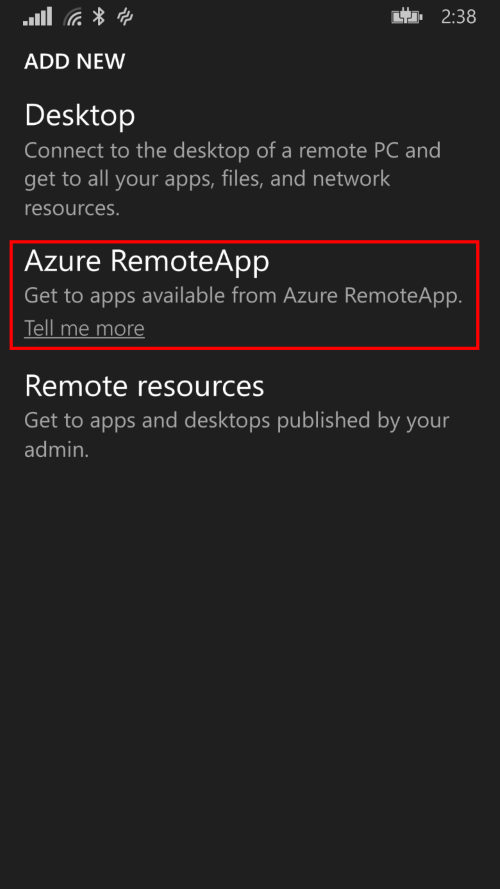 2:38
ADD NEW
Desktop
Connect to the desktop of a remote PC and
get to all your apps, files, and network
resources.
Azure RemoteApp
Get to apps available from Azure RemoteApp.
Tell me more
Remote resources
Get to apps and desktops published by your
admin.